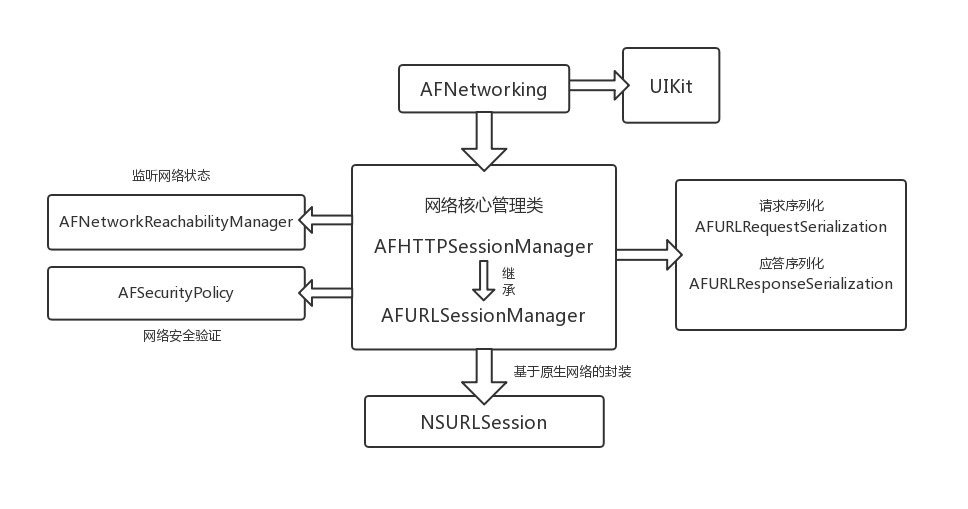 AFNetworking
UIKit
监听网络状态
AFNetworkReachabilityManager
AFSecurityPolicy
网络安全验证
网络核心管理类
AFHTTPSessionManager
继
承
AFURLSessionManager
请求序列化
AFURLRequestSerialization
应答序列化
AFURLResponseSerialization
基于原生网络的封装
NSURLSession